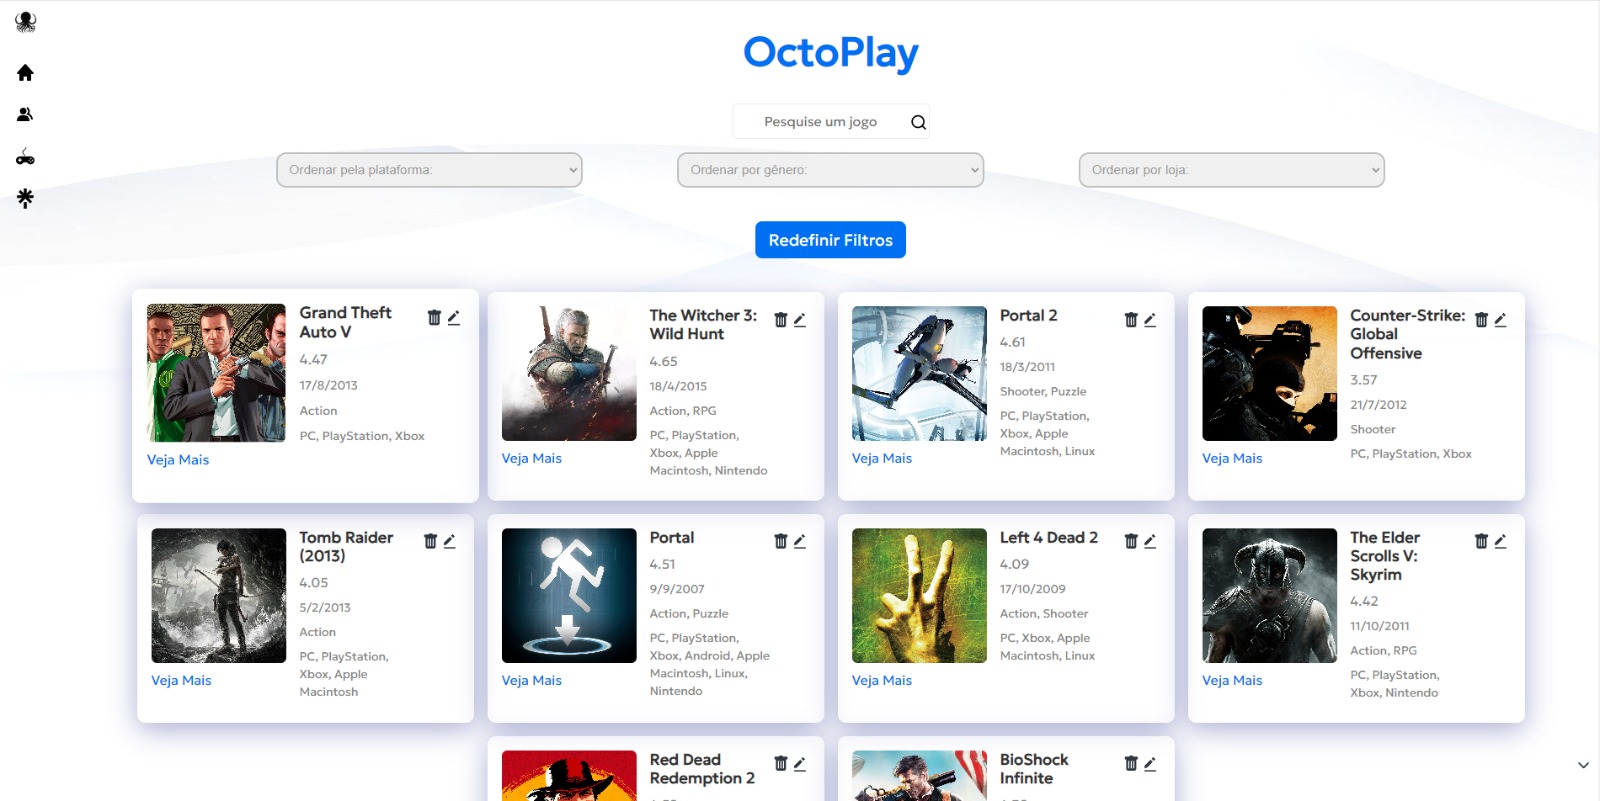 OctoPlay
Pesquise um jogo
Ordenar pela plataforma:
Ordenar por gênero:
Ordenar por loja:
Redefinir Filtros
Grand Theft
Auto V
4.47
17/8/2013
Action
PC, PlayStation, Xbox
Veja Mais
The Witcher 3:
Wild Hunt
4.65
18/4/2015
Action, RPG
PC, PlayStation,
Xbox, Apple
Macintosh, Nintendo
Veja Mais
Portal 2
4.61
18/3/2011
Shooter, Puzzle
PC, PlayStation,
Xbox, Apple
Macintosh, Linux
Veja Mais
Counter-Strike:
Global
Offensive
3.57
21/7/2012
Shooter
PC, PlayStation, Xbox
Veja Mais
Tomb Raider
(2013)
4.05
5/2/2013
Action
PC, PlayStation,
Xbox, Apple
Macintosh
Veja Mais
Portal
4.51
9/9/2007
Action, Puzzle
PC, PlayStation,
Xbox, Android, Apple
Macintosh, Linux,
Nintendo
Veja Mais
Left 4 Dead 2
4.09
17/10/2009
Action, Shooter
PC, Xbox, Apple
Macintosh, Linux
Veja Mais
The Elder
Scrolls V:
Skyrim
4.42
11/10/2011
Action, RPG
PC, PlayStation,
Xbox, Nintendo
Veja Mais
Red Dead
Redemption 2
BioShock
Infinite